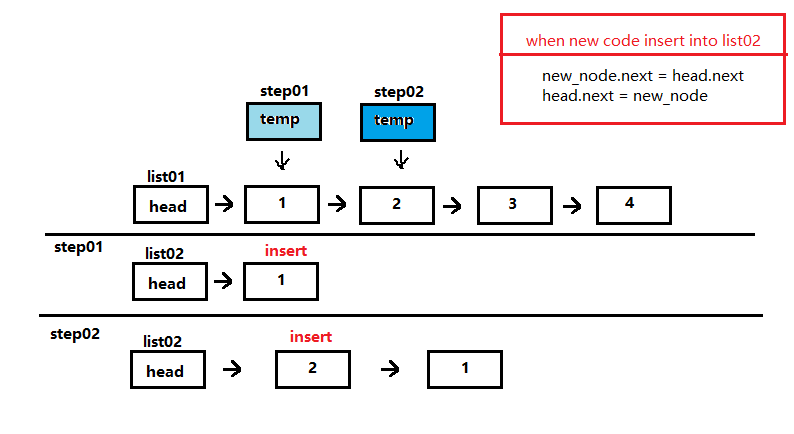 when new code insert into list02
new_node.next = head.next
head.next = new_node
step01
step02
temp
temp
list01
head
1
2
3
4
step01
list02
insert
head
1
step02
list02
insert
head
2
1